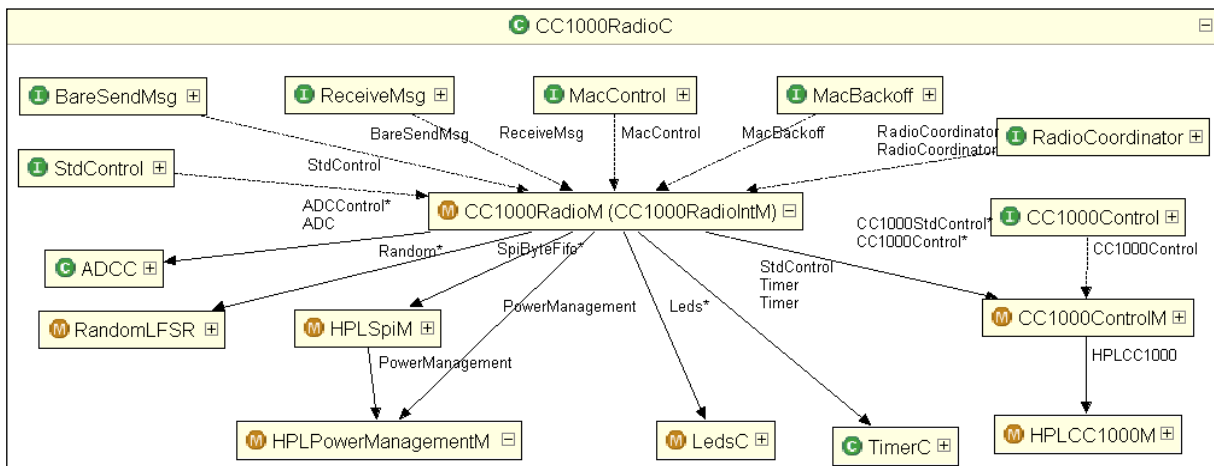 C CC1000RadioC
I BareSendMsg
I ReceiveMsg
I MacControl
I MacBackoff
BareSendMsg
ReceiveMsg
MacControl
MacBackoff
RadioCoordinator
RadioCoordinator
I RadioCoordinator
I StdControl
StdControl
ADCControl*
ADC
M CC1000RadioM (CC1000RadioIntM)
CC1000StdControl*
CC1000Control*
I CC1000Control
C ADCC
Random*
SpiByteFifo*
StdControl
Timer
Timer
CC1000Control
M RandomLFSR
M HPLSpiM
PowerManagement
Leds*
M CC1000ControlM
PowerManagement
HPLCC1000
M HPLPowerManagementM
M LedsC
C TimerC
M HPLCC1000M